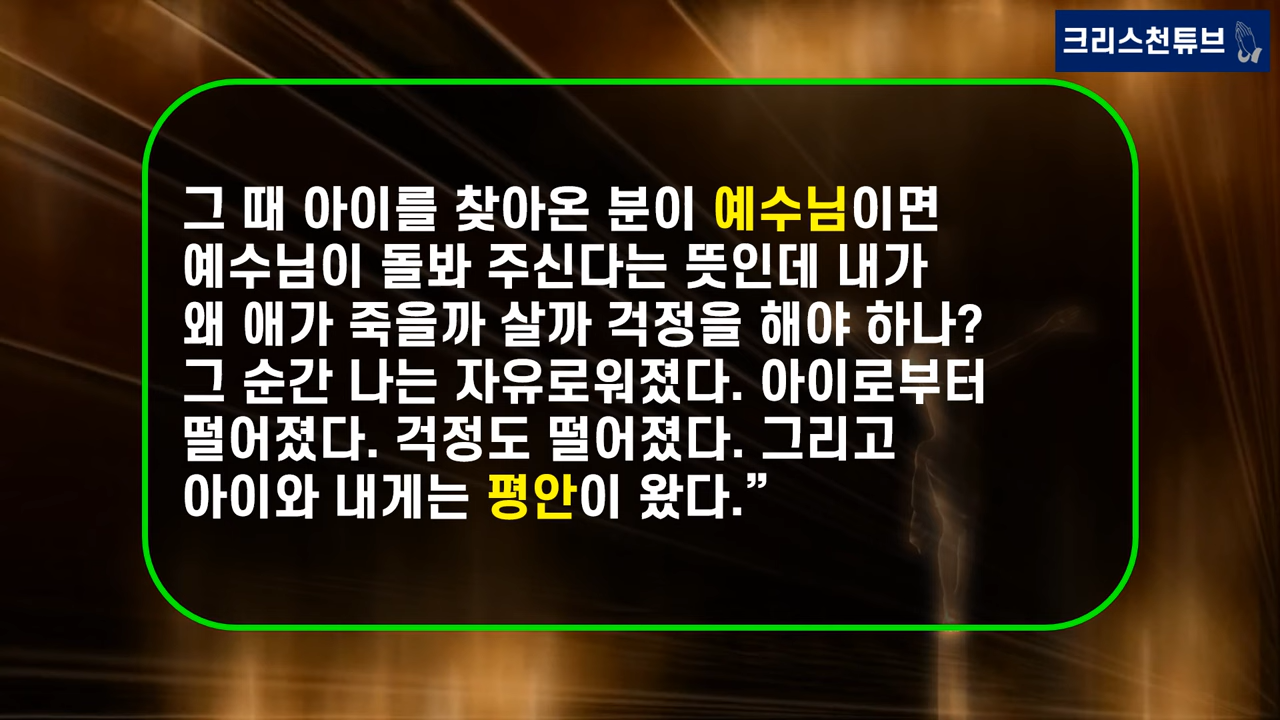 크리스천튜브
그 때 아이를 찾아온 분이 예수님이면
예수님이 돌봐 주신다는 뜻인데 내가
왜 애가 죽을까 살까 걱정을 해야 하나?
그 순간 나는 자유로워졌다. 아이로부터
떨어졌다. 걱정도 떨어졌다. 그리고
아이와 내게는 평안이 왔다.”